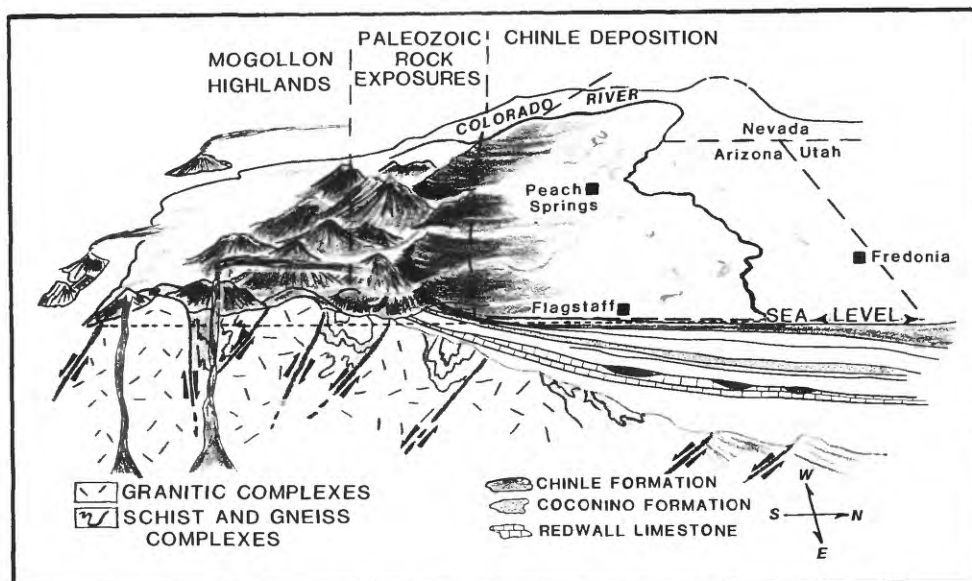 MOGOLLON
HIGHLANDS
PALEOZOIC
ROCK
EXPOSURES
CHINLE DEPOSITION
COLORADO RIVER
Nevada
Arizona Utah
Peach
Springs
Fredonia
Flagstaff
SEA LEVEL
GRANITIC COMPLEXES
SCHIST AND GNEISS
COMPLEXES
CHINLE FORMATION
COCONINO FORMATION
REDWALL LIMESTONE
W
S N
E